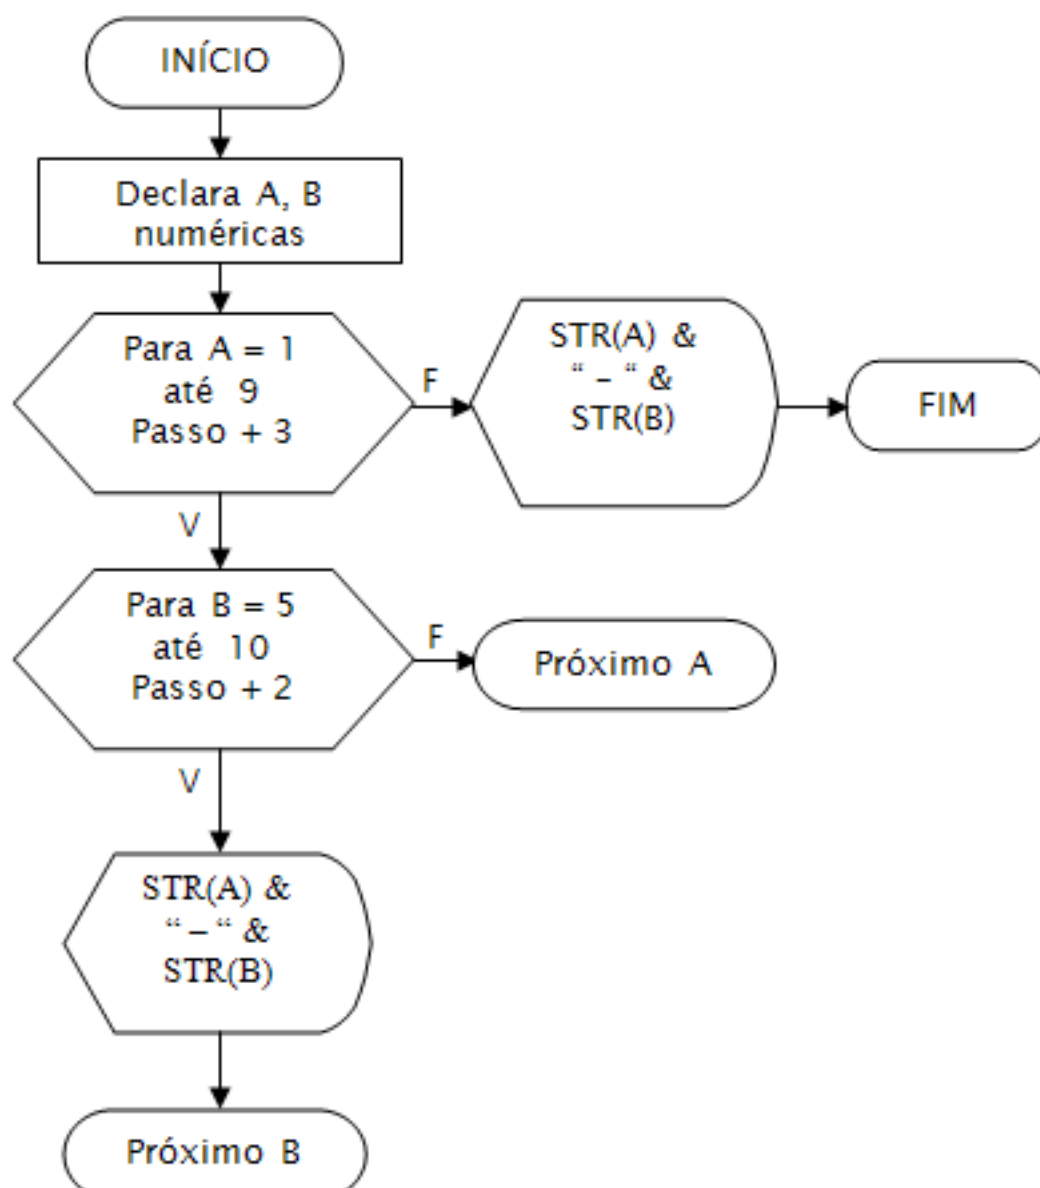 INÍCIO
Declara A, B
numéricas
Para A = 1
até 9
Passo + 3
F
STR(A) &
“ – “ &
STR(B)
FIM
V
Para B = 5
até 10
Passo + 2
F
Próximo A
V
STR(A) &
“ – “ &
STR(B)
Próximo B